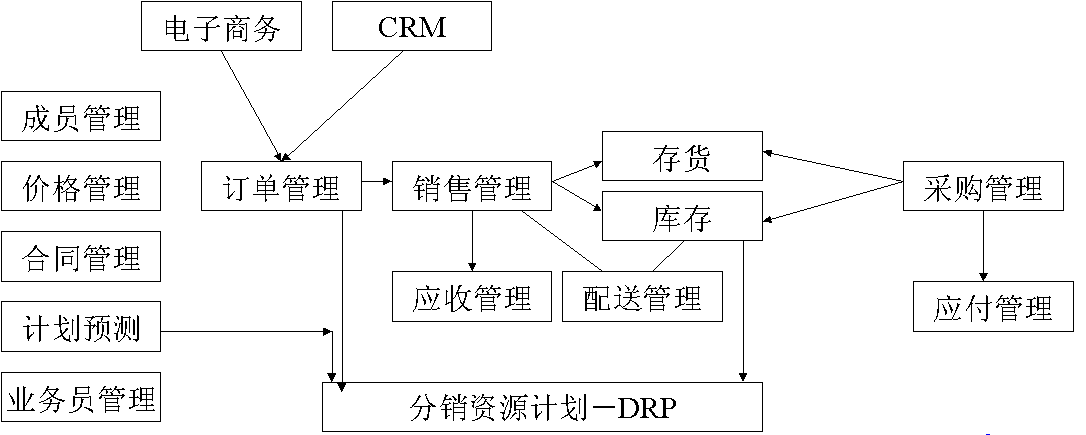 电子商务
CRM
成员管理
价格管理
订单管理
销售管理
存货
库存
采购管理
合同管理
应收管理
配送管理
应付管理
计划预测
业务员管理
分销资源计划－DRP